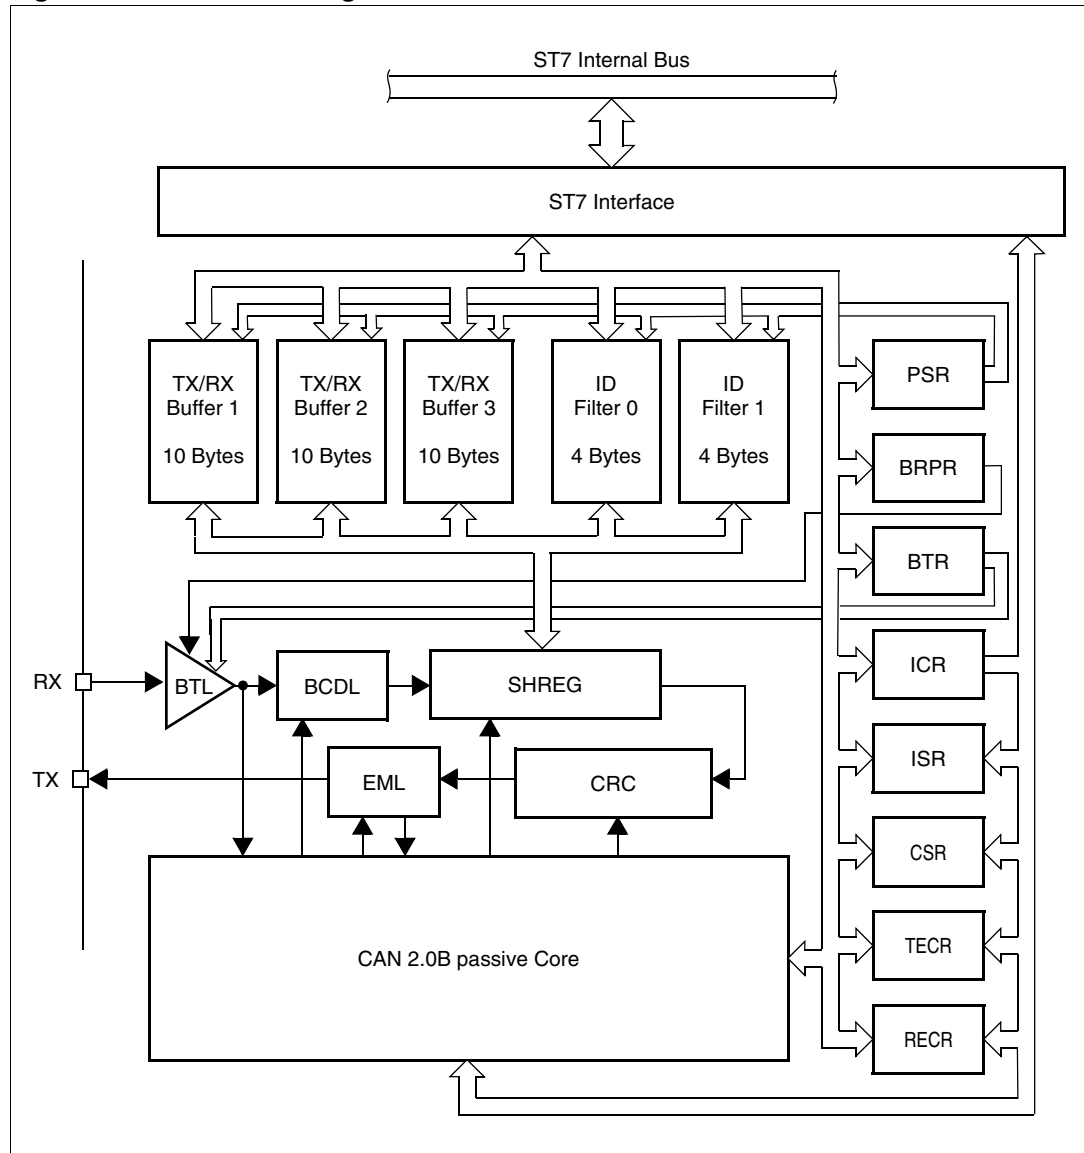 ST7 Internal Bus
ST7 Interface
TX/RX
Buffer 1
10 Bytes
TX/RX
Buffer 2
10 Bytes
TX/RX
Buffer 3
10 Bytes
ID
Filter 0
4 Bytes
ID
Filter 1
4 Bytes
PSR
BRPR
BTR
ICR
ISR
CSR
TECR
RECR
RX
BTL
BCDL
SHREG
TX
EML
CRC
CAN 2.0B passive Core